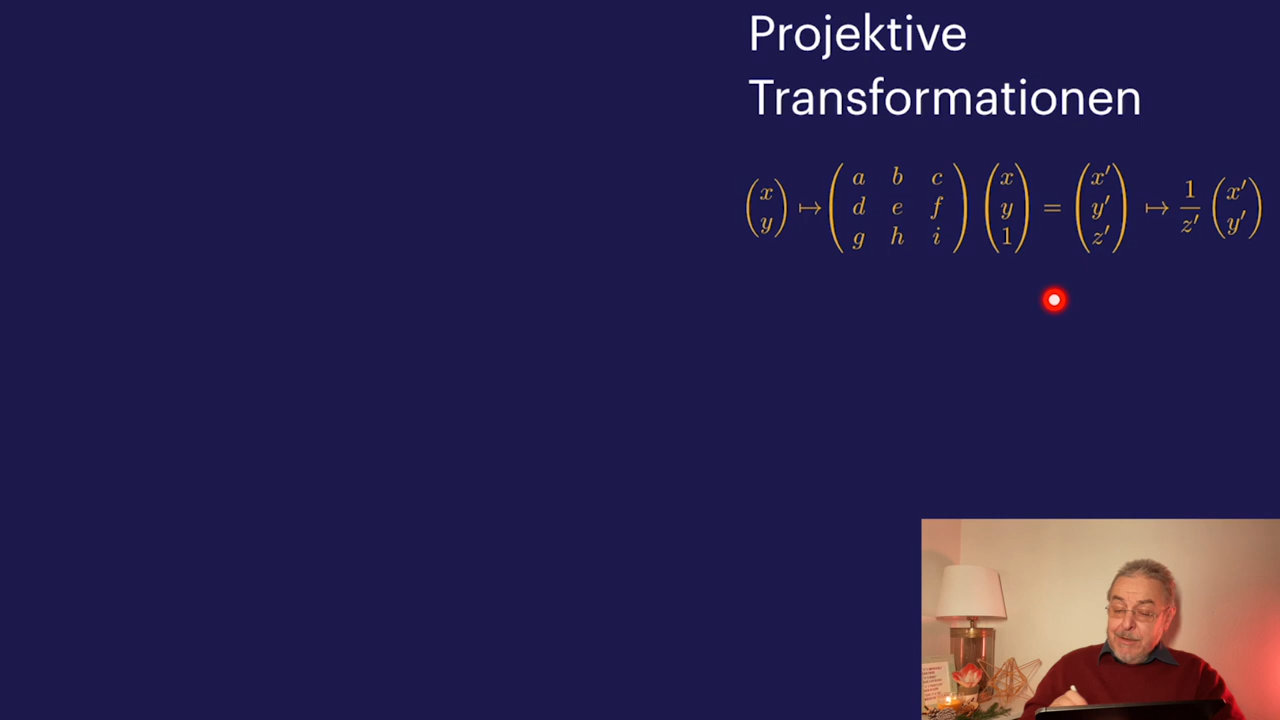 Projektive
Transformationen
(x y) ↦ (a b c d e f g h i) (x y 1) = (x′ y′ z′) ↦ 1/z′ (x′ y′)